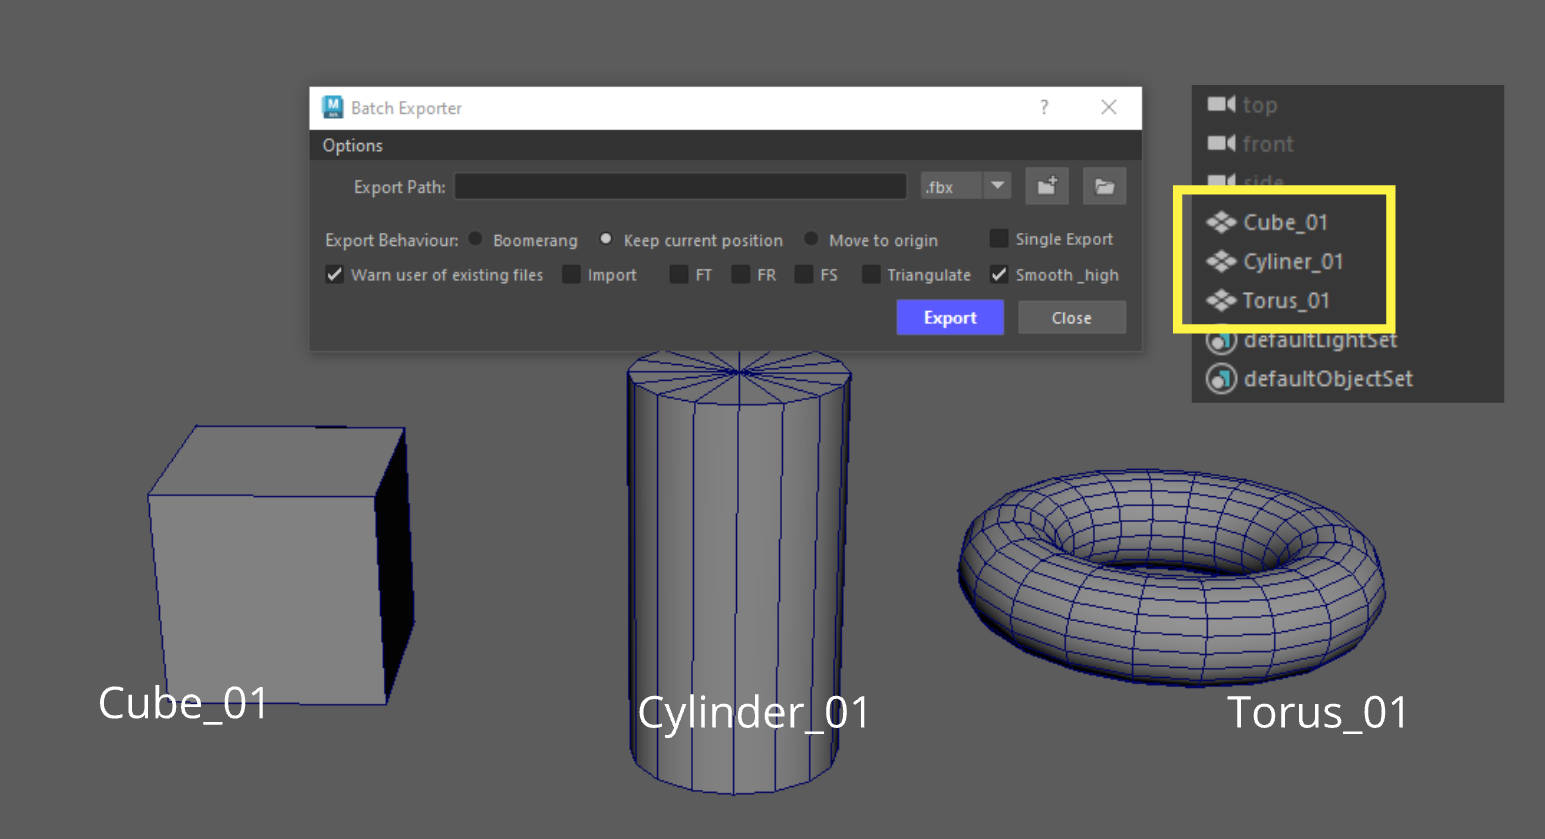 Batch Exporter
?
Options
Export Path:
.fbx
Export Behaviour:
Boomerang
Keep current position
Move to origin
Single Export
Warn user of existing files
Import
FT
FR
FS
Triangulate
Smooth _high
Export
Close
top
front
side
Cube_01
Cyliner_01
Torus_01
defaultLightSet
defaultObjectSet
Cube_01
Cylinder_01
Torus_01